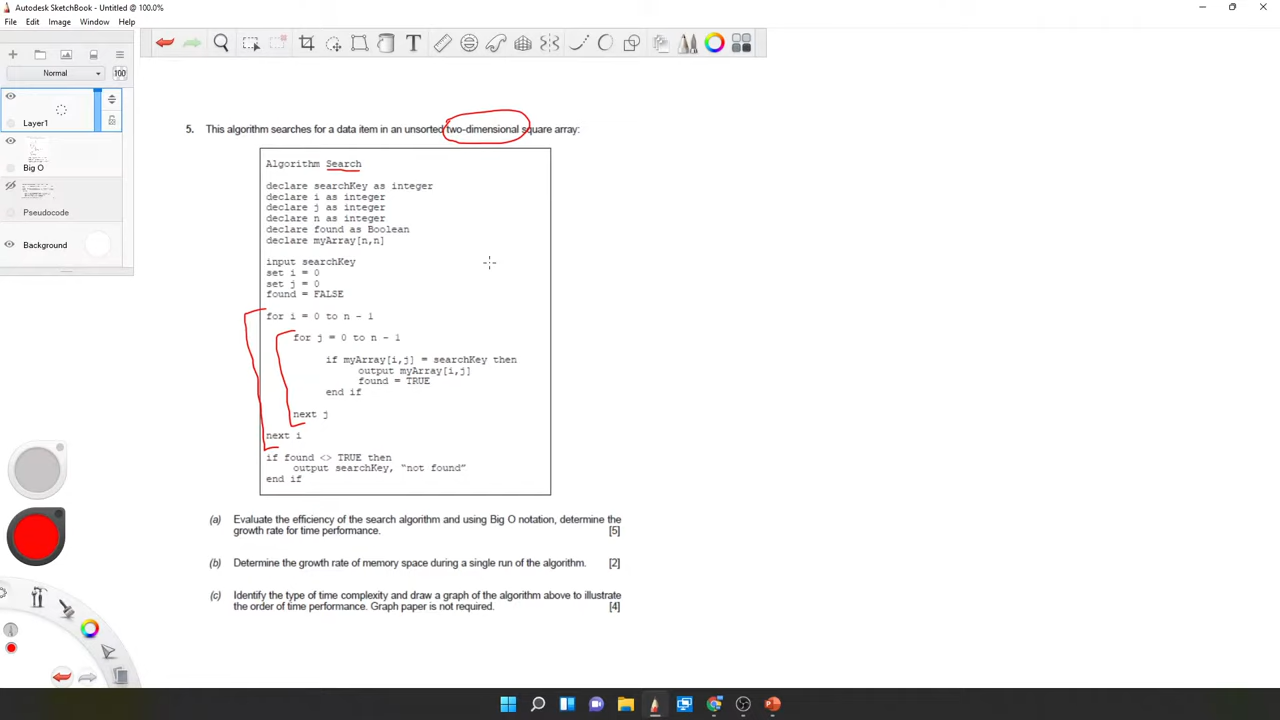 Autodesk SketchBook - Untitled @ 100.0%
File Edit Image Window Help
Normal 100
Layer1
Big O
Pseudocode
Background
5. This algorithm searches for a data item in an unsorted two-dimensional square array:
Algorithm Search
declare searchKey as integer
declare i as integer
declare j as integer
declare n as integer
declare found as Boolean
declare myArray[n,n]
input searchKey
set i = 0
set j = 0
found = FALSE
for i = 0 to n - 1
for j = 0 to n - 1
if myArray[i,j] = searchKey then
output myArray[i,j]
found = TRUE
end if
next j
next i
if found <> TRUE then
output searchKey, “not found”
end if
(a) Evaluate the efficiency of the search algorithm and using Big O notation, determine the
growth rate for time performance. [5]
(b) Determine the growth rate of memory space during a single run of the algorithm. [2]
(c) Identify the type of time complexity and draw a graph of the algorithm above to illustrate
the order of time performance. Graph paper is not required. [4]